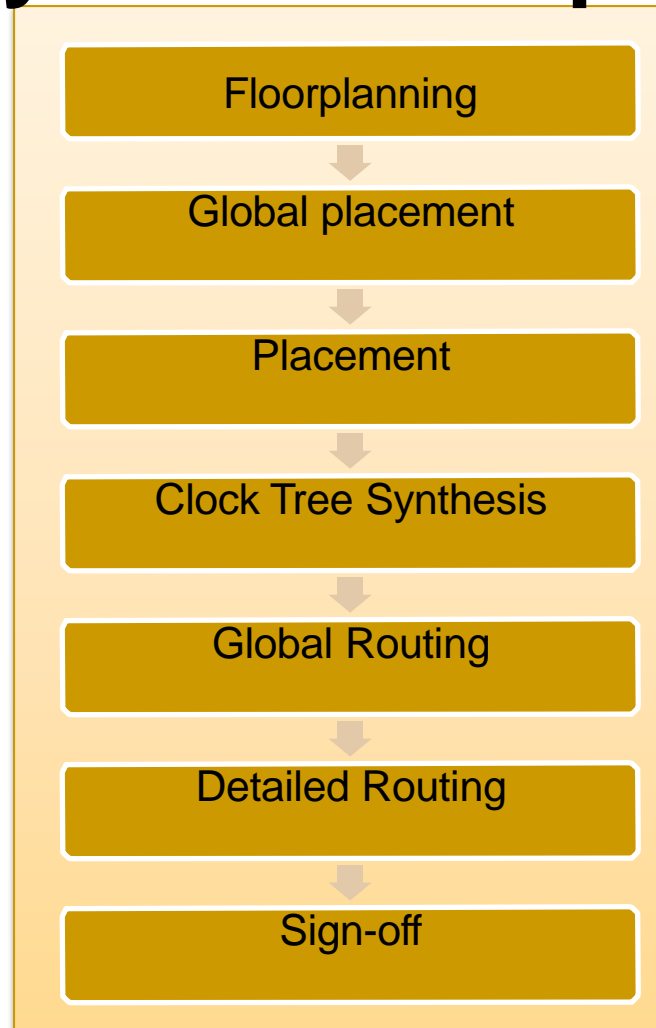 Floorplanning
Global placement
Placement
Clock Tree Synthesis
Global Routing
Detailed Routing
Sign-off